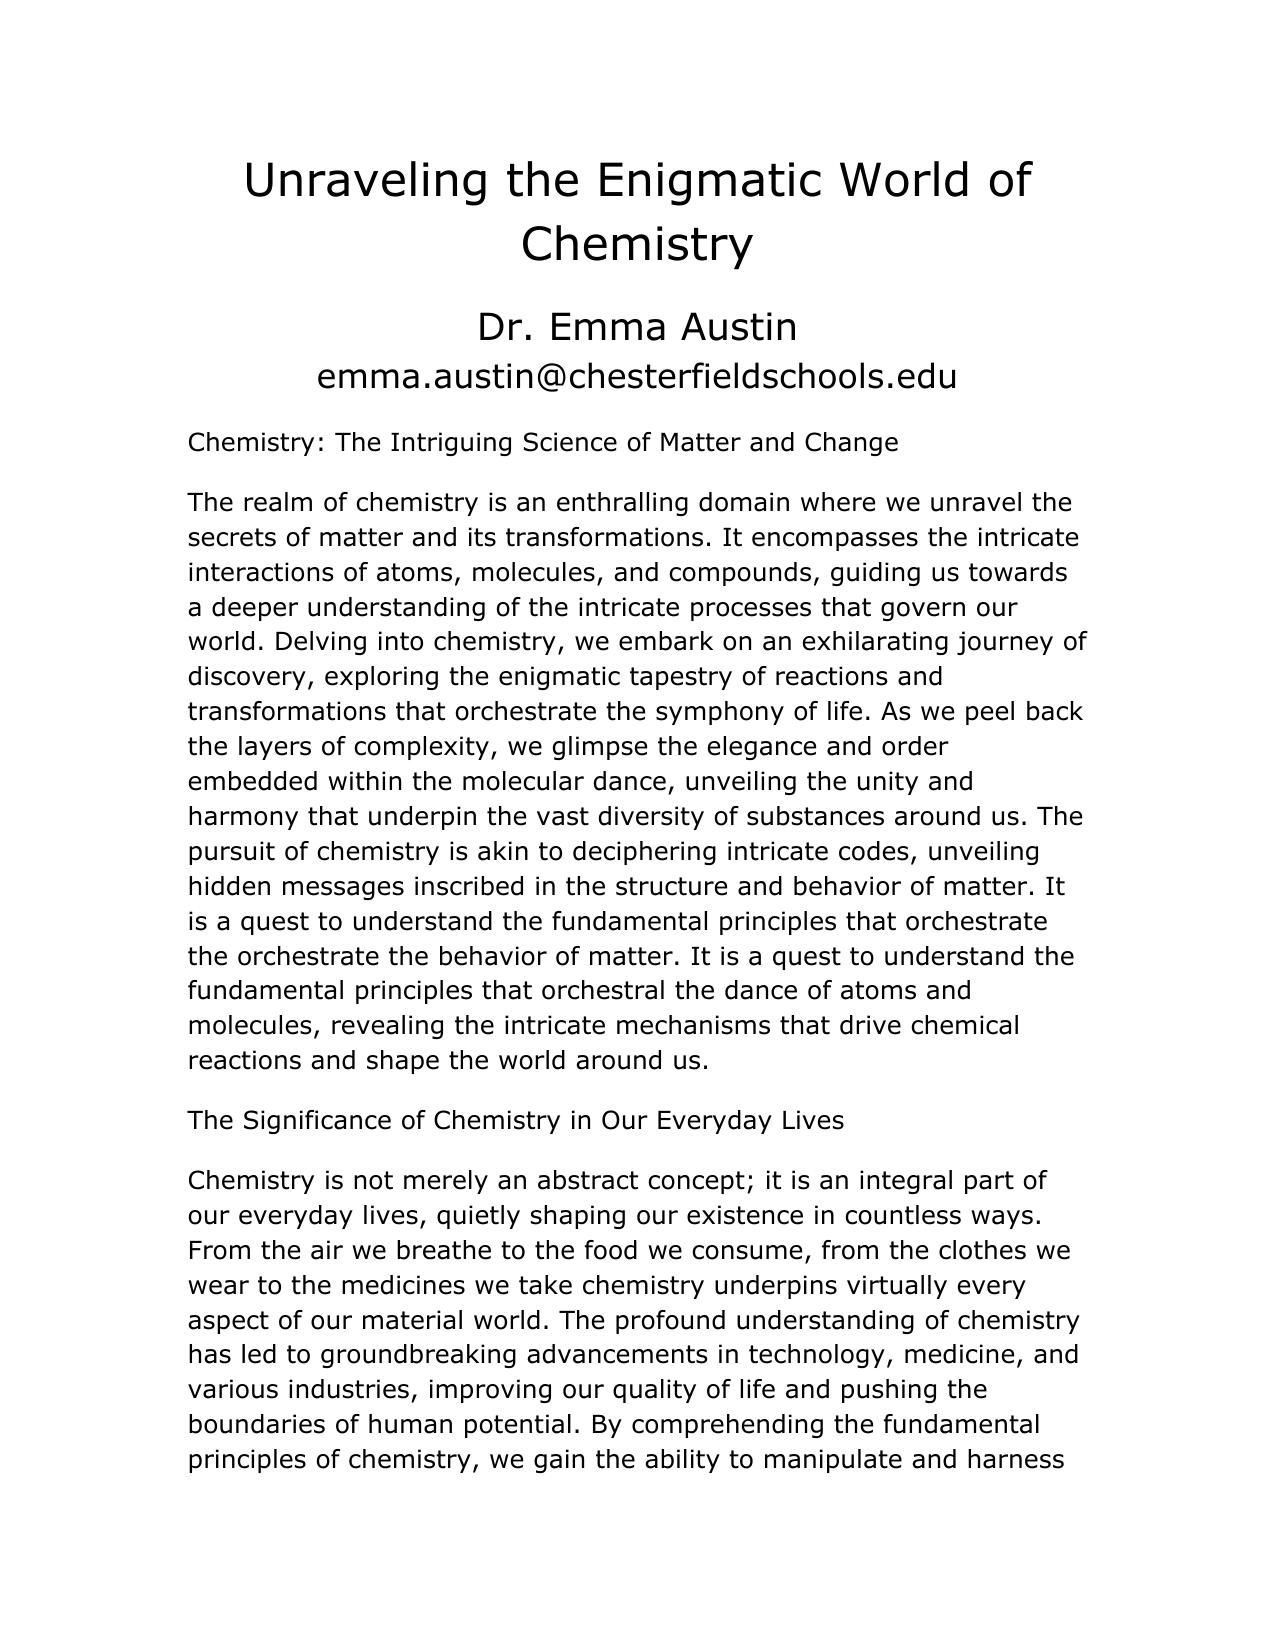 Unraveling the Enigmatic World of
Chemistry
Dr. Emma Austin
emma.austin@chesterfieldschools.edu
Chemistry: The Intriguing Science of Matter and Change
The realm of chemistry is an enthralling domain where we unravel the
secrets of matter and its transformations. It encompasses the intricate
interactions of atoms, molecules, and compounds, guiding us towards
a deeper understanding of the intricate processes that govern our
world. Delving into chemistry, we embark on an exhilarating journey of
discovery, exploring the enigmatic tapestry of reactions and
transformations that orchestrate the symphony of life. As we peel back
the layers of complexity, we glimpse the elegance and order
embedded within the molecular dance, unveiling the unity and
harmony that underpin the vast diversity of substances around us. The
pursuit of chemistry is akin to deciphering intricate codes, unveiling
hidden messages inscribed in the structure and behavior of matter. It
is a quest to understand the fundamental principles that orchestrate
the orchestrate the behavior of matter. It is a quest to understand the
fundamental principles that orchestral the dance of atoms and
molecules, revealing the intricate mechanisms that drive chemical
reactions and shape the world around us.
The Significance of Chemistry in Our Everyday Lives
Chemistry is not merely an abstract concept; it is an integral part of
our everyday lives, quietly shaping our existence in countless ways.
From the air we breathe to the food we consume, from the clothes we
wear to the medicines we take chemistry underpins virtually every
aspect of our material world. The profound understanding of chemistry
has led to groundbreaking advancements in technology, medicine, and
various industries, improving our quality of life and pushing the
boundaries of human potential. By comprehending the fundamental
principles of chemistry, we gain the ability to manipulate and harness